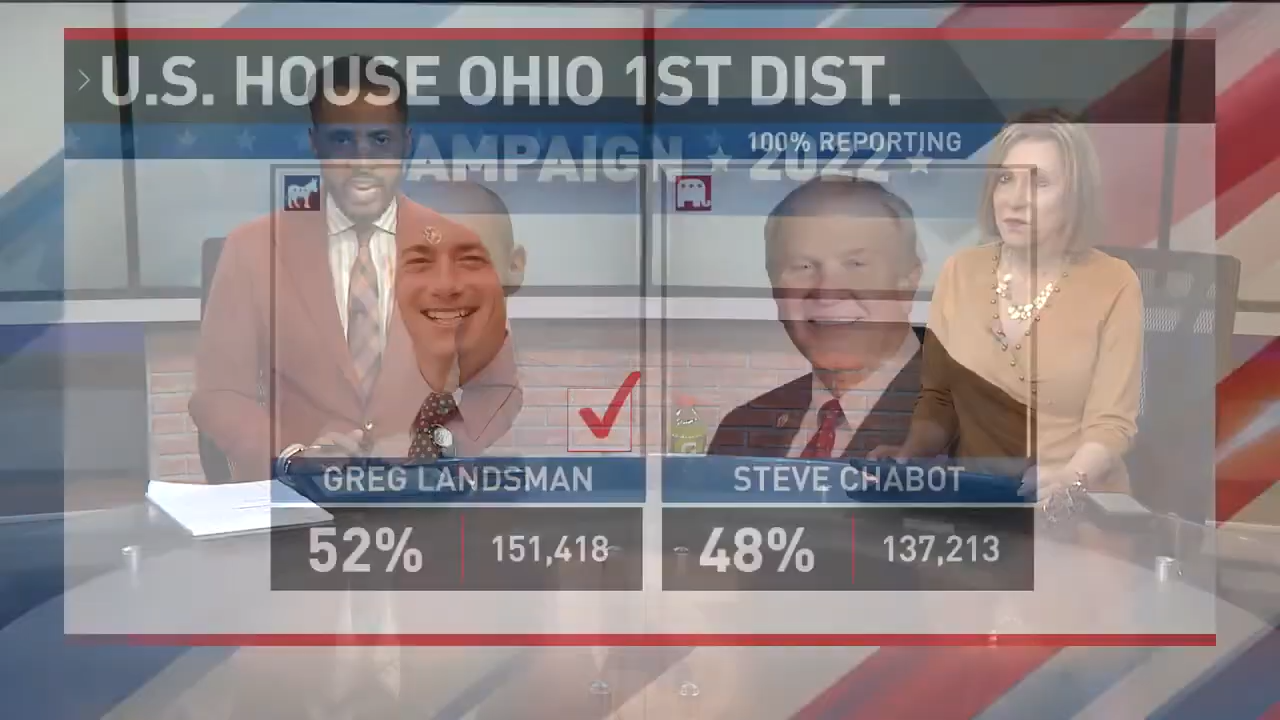 U.S. HOUSE OHIO 1ST DIST.
CAMPAIGN ★ 2022 ★
100% REPORTING
GREG LANDSMAN
STEVE CHABOT
52%
151,418
48%
137,213